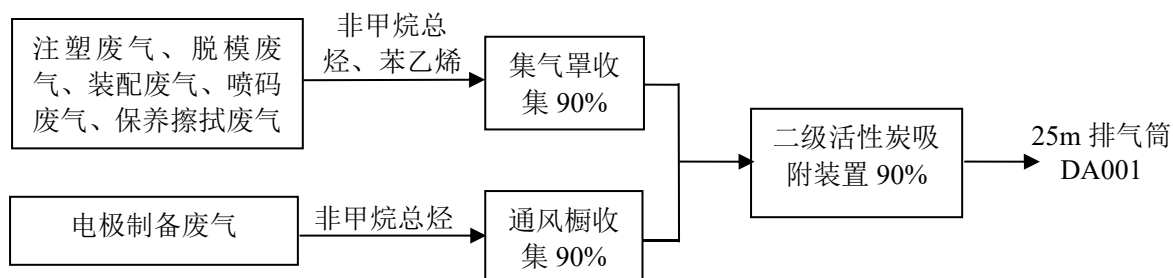 注塑废气、脱模废
气、装配废气、喷码
废气、保养擦拭废气
非甲烷总
烃、苯乙烯
集气罩收
集 90%
电极制备废气
非甲烷总烃
通风橱收
集 90%
二级活性炭吸
附装置 90%
25m 排气筒
DA001